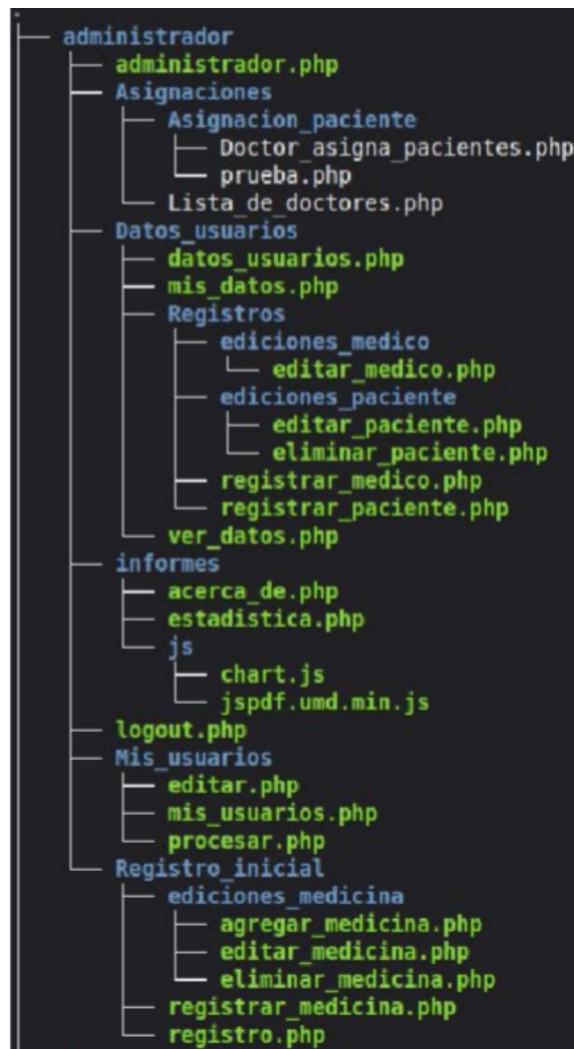 administrador
administrador.php
Asignaciones
Asignacion_paciente
Doctor_asigna_pacientes.php
prueba.php
Lista_de_doctores.php
Datos_usuarios
datos_usuarios.php
mis_datos.php
Registros
ediciones_medico
editar_medico.php
ediciones_paciente
editar_paciente.php
eliminar_paciente.php
registrar_medico.php
registrar_paciente.php
ver_datos.php
informes
acerca_de.php
estadistica.php
js
chart.js
jspdf.umd.min.js
logout.php
Mis_usuarios
editar.php
mis_usuarios.php
procesar.php
Registro_inicial
ediciones_medicina
agregar_medicina.php
editar_medicina.php
eliminar_medicina.php
registrar_medicina.php
registro.php